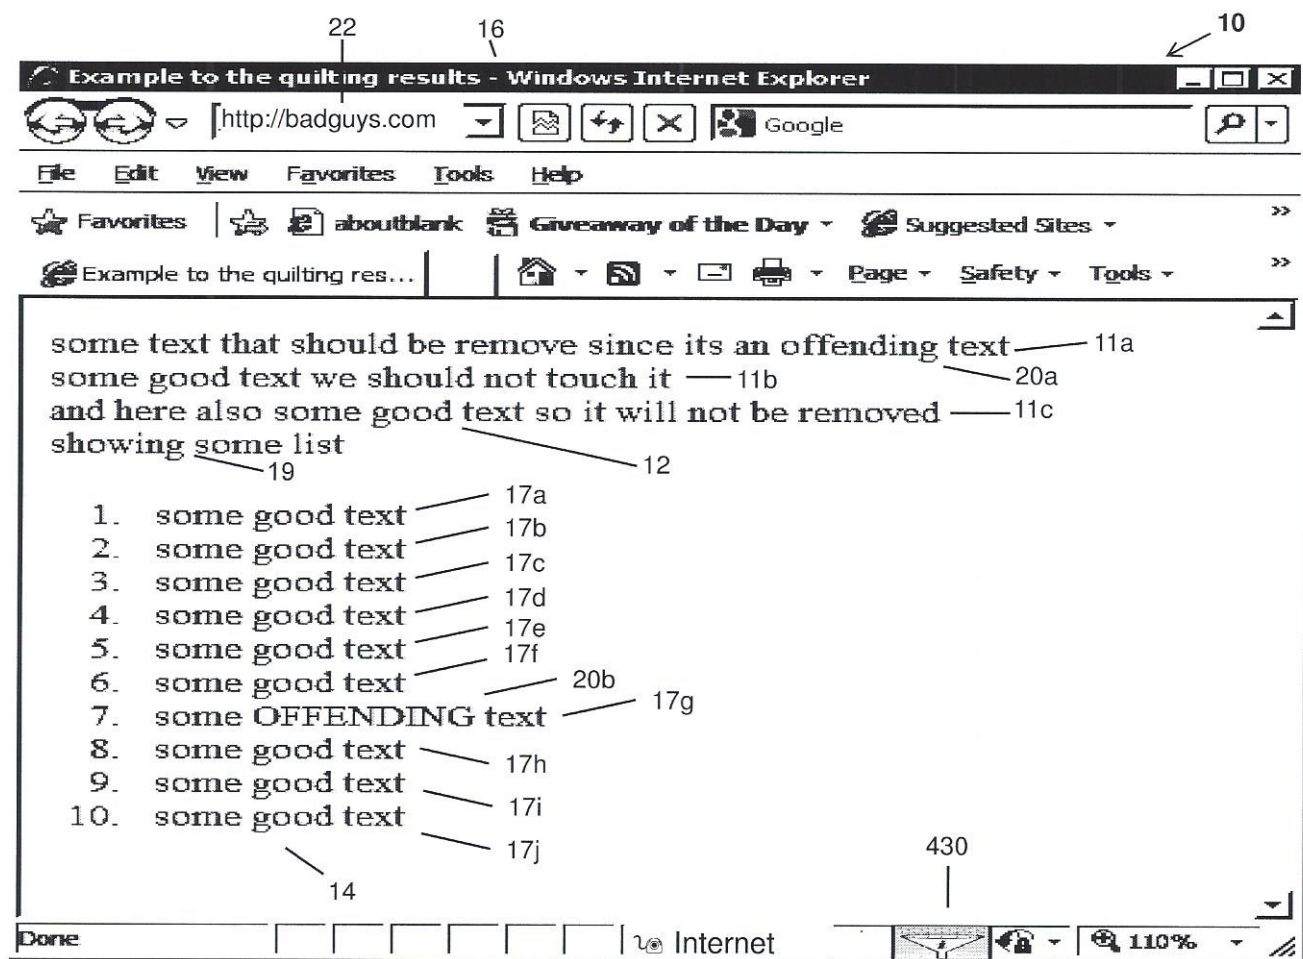 22 16 10
Example to the quilting results - Windows Internet Explorer
http://badguys.com Google
File Edit View Favorites Tools Help
Favorites aboutblank Giveaway of the Day Suggested Sites »
Example to the quilting res... Page Safety Tools »
some text that should be remove since its an offending text 11a
20a
some good text we should not touch it 11b
and here also some good text so it will not be removed 11c
showing some list
19 12
1. some good text 17a
2. some good text 17b
3. some good text 17c
4. some good text 17d
5. some good text 17e
6. some good text 17f
20b
7. some OFFENDING text 17g
8. some good text 17h
9. some good text 17i
10. some good text 17j
14 430
Done Internet 110%